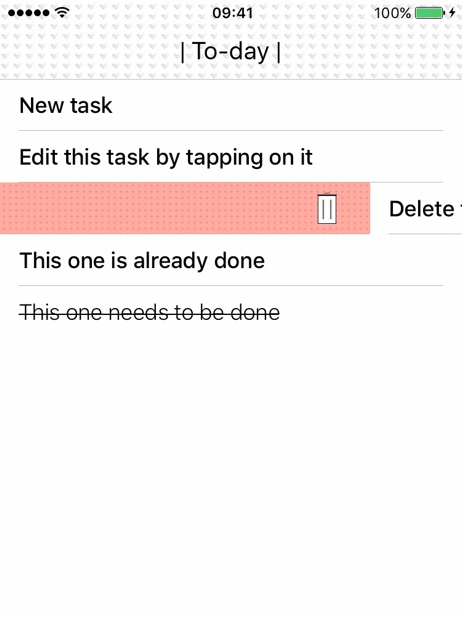 09:41
100%
| To-day |
New task
Edit this task by tapping on it
Delete
This one is already done
This one needs to be done